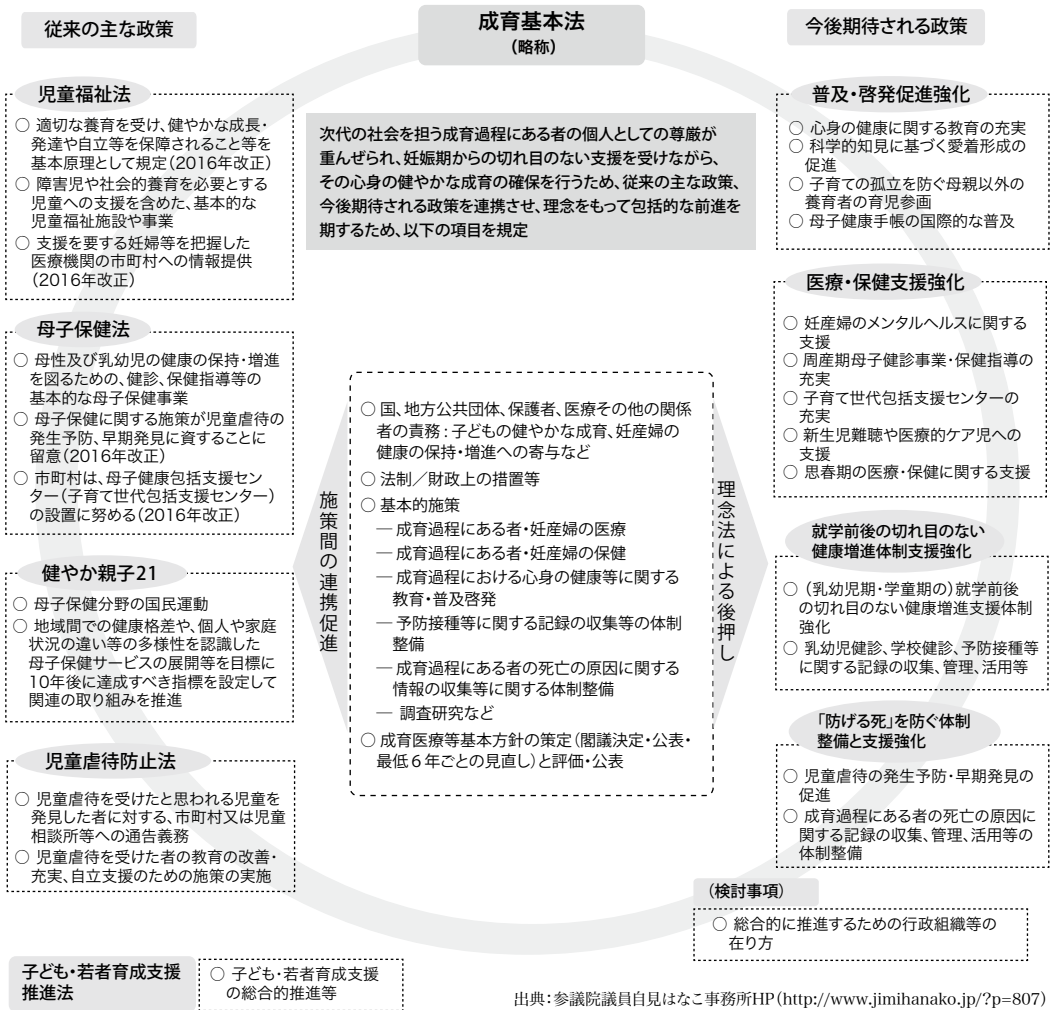 従来の主な政策
成育基本法
(略称)
今後期待される政策
児童福祉法
○ 適切な養育を受け、健やかな成長・
発達や自立等を保障されること等を
基本原理として規定(2016年改正)
○ 障害児や社会的養育を必要とする
児童への支援を含めた、基本的な
児童福祉施設や事業
○ 支援を要する妊婦等を把握した
医療機関の市町村への情報提供
(2016年改正)
母子保健法
○ 母性及び乳幼児の健康の保持・増進
を図るための、健診、保健指導等の
基本的な母子保健事業
○ 母子保健に関する施策が児童虐待の
発生予防、早期発見に資することに
留意(2016年改正)
○ 市町村は、母子健康包括支援セン
ター(子育て世代包括支援センター)
の設置に努める(2016年改正)
健やか親子21
○ 母子保健分野の国民運動
○ 地域間での健康格差や、個人や家庭
状況の違い等の多様性を認識した
母子保健サービスの展開等を目標に
10年後に達成すべき指標を設定して
関連の取り組みを推進
児童虐待防止法
○ 児童虐待を受けたと思われる児童を
発見した者に対する、市町村又は児童
相談所等への通告義務
○ 児童虐待を受けた者の教育の改善・
充実、自立支援のための施策の実施
子ども・若者育成支援
推進法
○ 子ども・若者育成支援
の総合的推進等
次代の社会を担う成育過程にある者の個人としての尊厳が
重んぜられ、妊娠期からの切れ目のない支援を受けながら、
その心身の健やかな成育の確保を行うため、従来の主な政策、
今後期待される政策を連携させ、理念をもって包括的な前進を
期するため、以下の項目を規定
施策間の連携促進
○ 国、地方公共団体、保護者、医療その他の関係
者の責務:子どもの健やかな成育、妊産婦の
健康の保持・増進への寄与など
○ 法制/財政上の措置等
○ 基本的施策
― 成育過程にある者・妊産婦の医療
― 成育過程にある者・妊産婦の保健
― 成育過程における心身の健康等に関する
教育・普及啓発
― 予防接種等に関する記録の収集等の体制
整備
― 成育過程にある者の死亡の原因に関する
情報の収集等に関する体制整備
― 調査研究など
○ 成育医療等基本方針の策定(閣議決定・公表・
最低6年ごとの見直し)と評価・公表
理念法による後押し
普及・啓発促進強化
○ 心身の健康に関する教育の充実
○ 科学的知見に基づく愛着形成の
促進
○ 子育ての孤立を防ぐ母親以外の
養育者の育児参画
○ 母子健康手帳の国際的な普及
医療・保健支援強化
○ 妊産婦のメンタルヘルスに関する
支援
○ 周産期母子健診事業・保健指導の
充実
○ 子育て世代包括支援センターの
充実
○ 新生児難聴や医療的ケア児への
支援
○ 思春期の医療・保健に関する支援
就学前後の切れ目のない
健康増進体制支援強化
○ (乳幼児期・学童期の)就学前後
の切れ目のない健康増進支援体制
強化
○ 乳幼児健診、学校健診、予防接種等
に関する記録の収集、管理、活用等
「防げる死」を防ぐ体制
整備と支援強化
○ 児童虐待の発生予防・早期発見の
促進
○ 成育過程にある者の死亡の原因に
関する記録の収集、管理、活用等の
体制整備
(検討事項)
○ 総合的に推進するための行政組織等の
在り方
出典:参議院議員自見はなこ事務所HP(http://www.jimihanako.jp/?p=807)